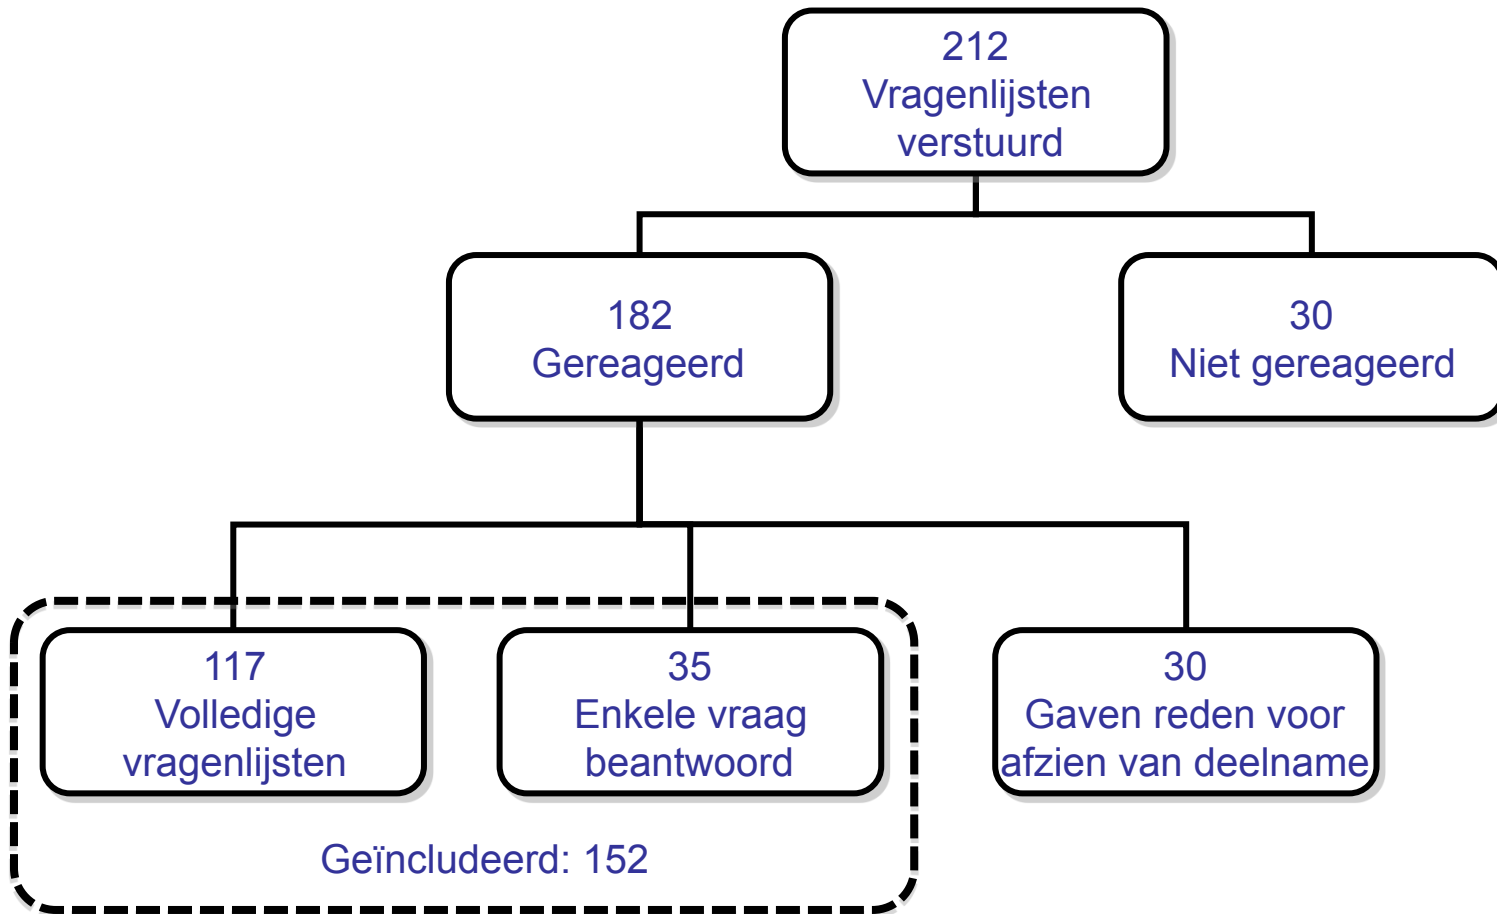 212
Vragenlijsten
verstuurd
182
Gereageerd
30
Niet gereageerd
117
Volledige
vragenlijsten
35
Enkele vraag
beantwoord
30
Gaven reden voor
afzien van deelname
Geïncludeerd: 152